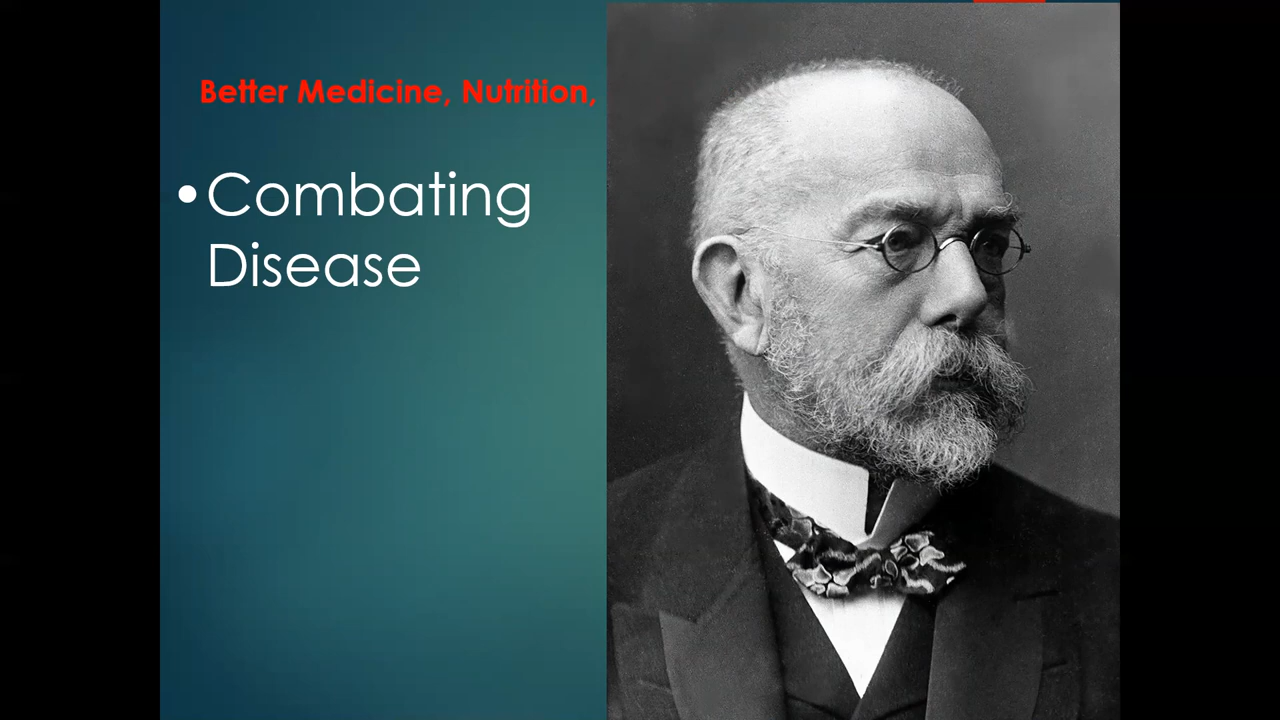 Better Medicine, Nutrition,
•Combating
Disease